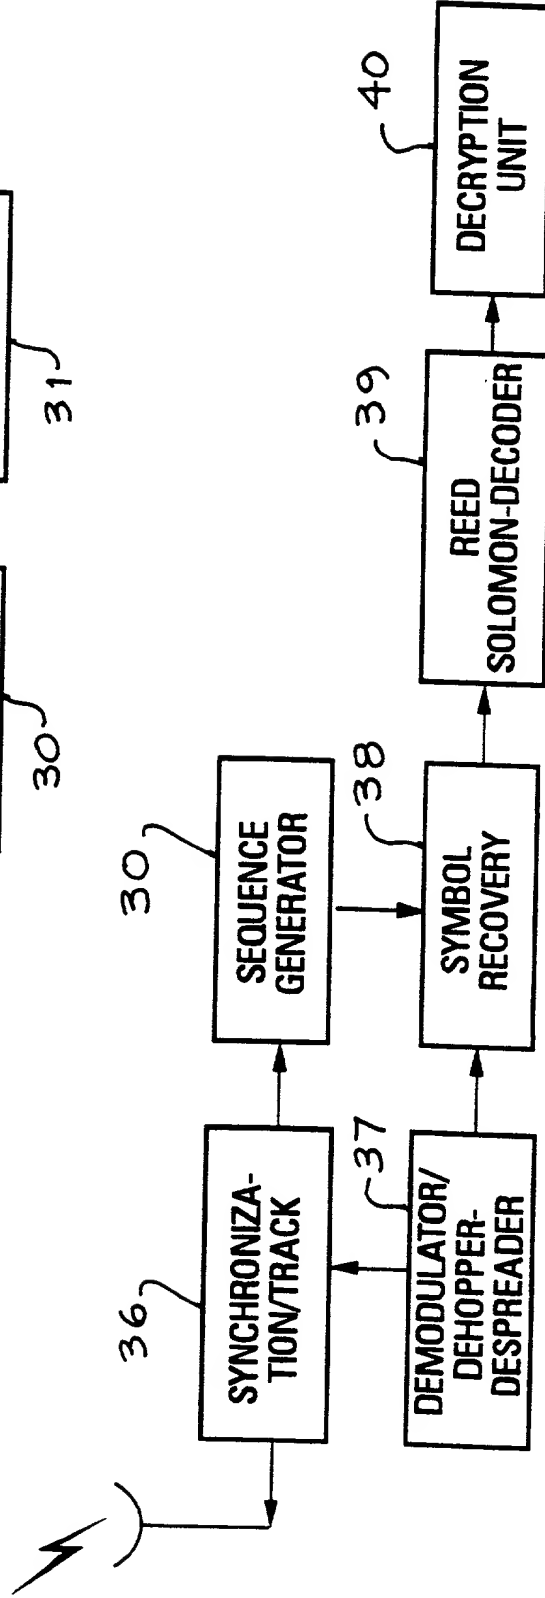 30
31
36
SYNCHRONIZA-
TION/TRACK
30
SEQUENCE
GENERATOR
37
DEMODULATOR/
DEHOPPER-
DESPREADER
38
SYMBOL
RECOVERY
39
REED
SOLOMON-DECODER
40
DECRYPTION
UNIT